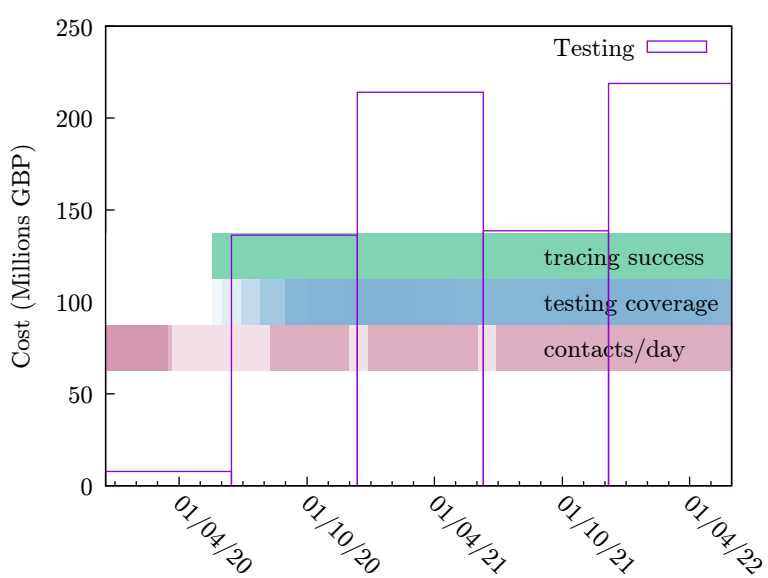 250
Testing
200
Cost (Millions GBP)
150
tracing success
testing coverage
100
contacts/day
50
0
01/04/20
01/10/20
01/04/21
01/10/21
01/04/22